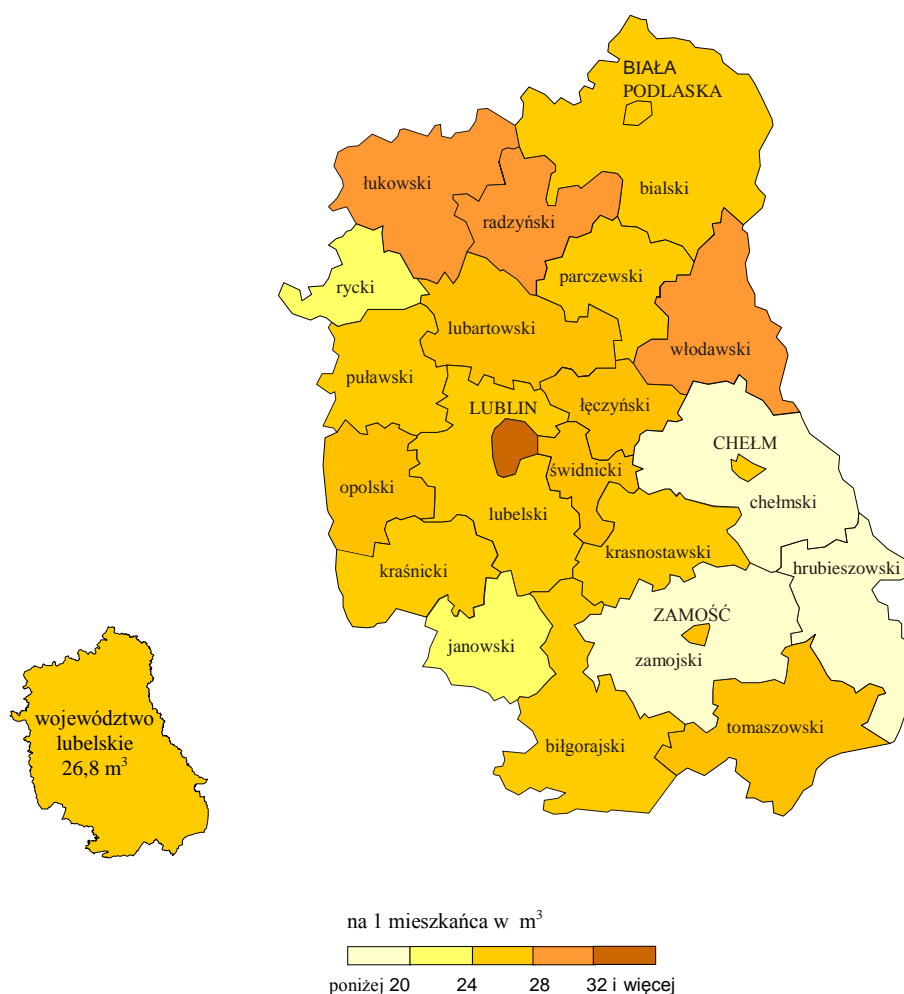 BIAŁA
PODLASKA
łukowski
bialski
radzyński
parczewski
rycki
lubartowski
włodawski
puławski
LUBLIN
łęczyński
CHEŁM
opolski
świdnicki
chełmski
lubelski
krasnostawski
hrubieszowski
kraśnicki
ZAMOŚĆ
janowski
zamojski
tomaszowski
biłgorajski
województwo
lubelskie
26,8 m³
na 1 mieszkańca w m³
poniżej 20 24 28 32 i więcej